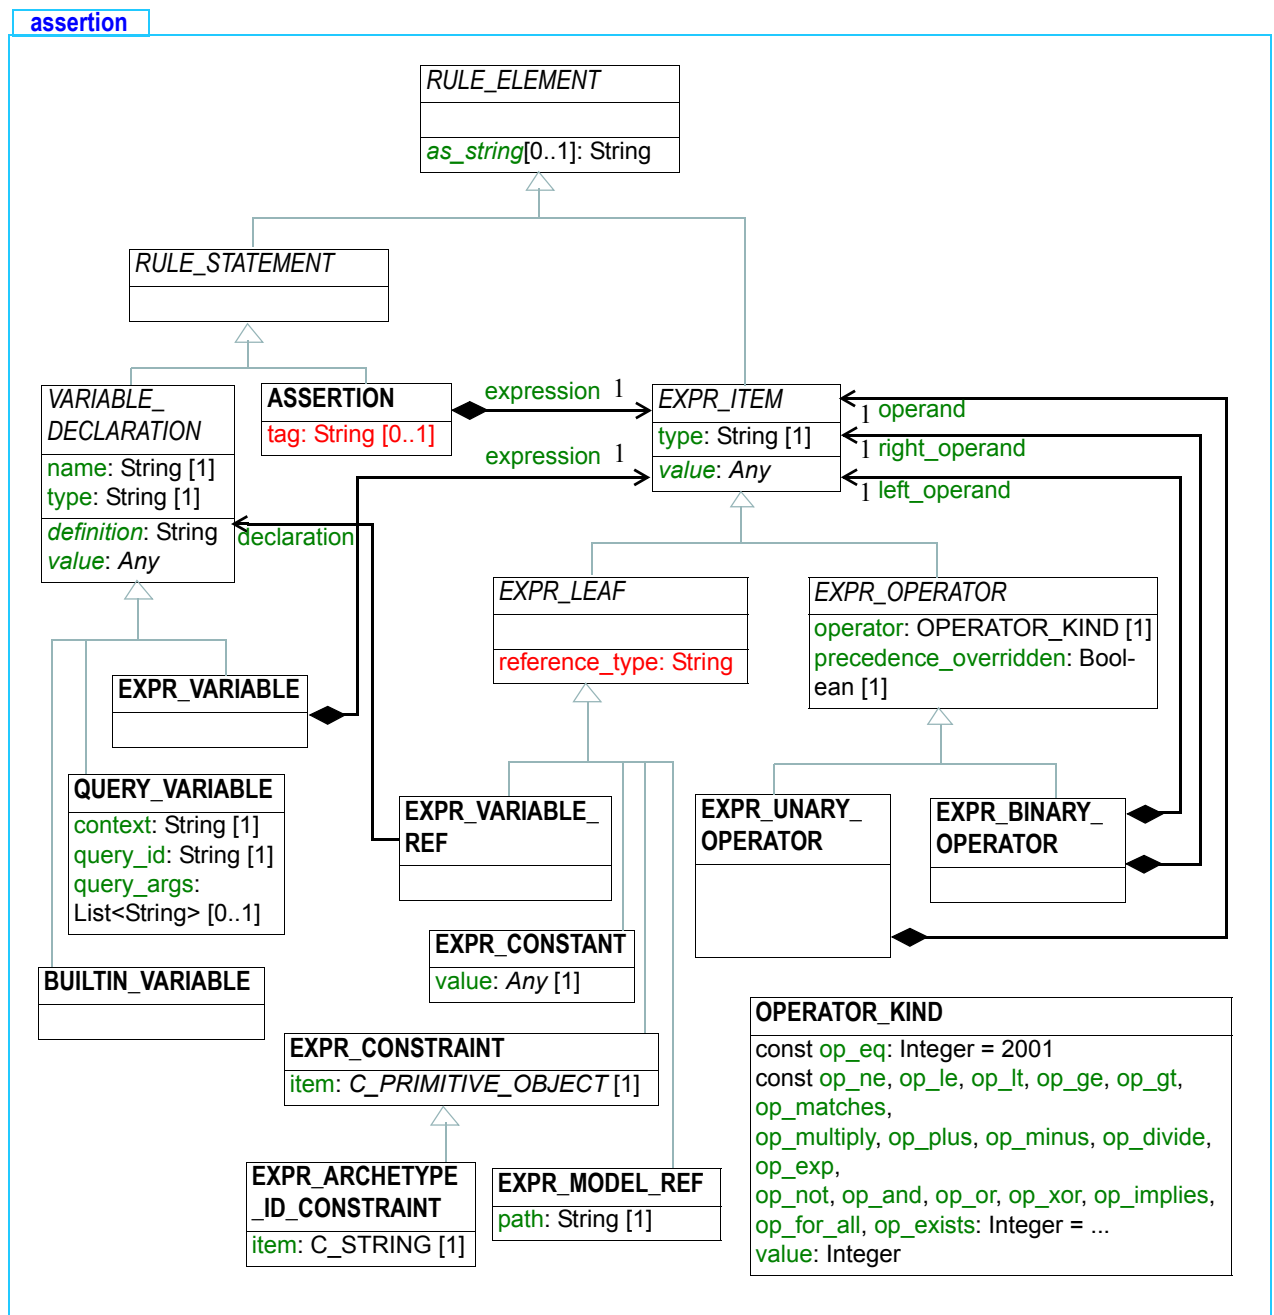 assertion
RULE_ELEMENT
as_string[0..1]: String
RULE_STATEMENT
VARIABLE_
DECLARATION
name: String [1]
type: String [1]
definition: String
value: Any
ASSERTION
tag: String [0..1]
expression 1
expression 1
declaration
EXPR_ITEM
type: String [1]
value: Any
1 operand
1 right_operand
1 left_operand
EXPR_LEAF
reference_type: String
EXPR_OPERATOR
operator: OPERATOR_KIND [1]
precedence_overridden: Bool-
ean [1]
EXPR_VARIABLE
QUERY_VARIABLE
context: String [1]
query_id: String [1]
query_args:
List<String> [0..1]
BUILTIN_VARIABLE
EXPR_VARIABLE_
REF
EXPR_UNARY_
OPERATOR
EXPR_BINARY_
OPERATOR
EXPR_CONSTANT
value: Any [1]
EXPR_CONSTRAINT
item: C_PRIMITIVE_OBJECT [1]
EXPR_ARCHETYPE
_ID_CONSTRAINT
item: C_STRING [1]
EXPR_MODEL_REF
path: String [1]
OPERATOR_KIND
const op_eq: Integer = 2001
const op_ne, op_le, op_lt, op_ge, op_gt,
op_matches,
op_multiply, op_plus, op_minus, op_divide,
op_exp,
op_not, op_and, op_or, op_xor, op_implies,
op_for_all, op_exists: Integer = ...
value: Integer